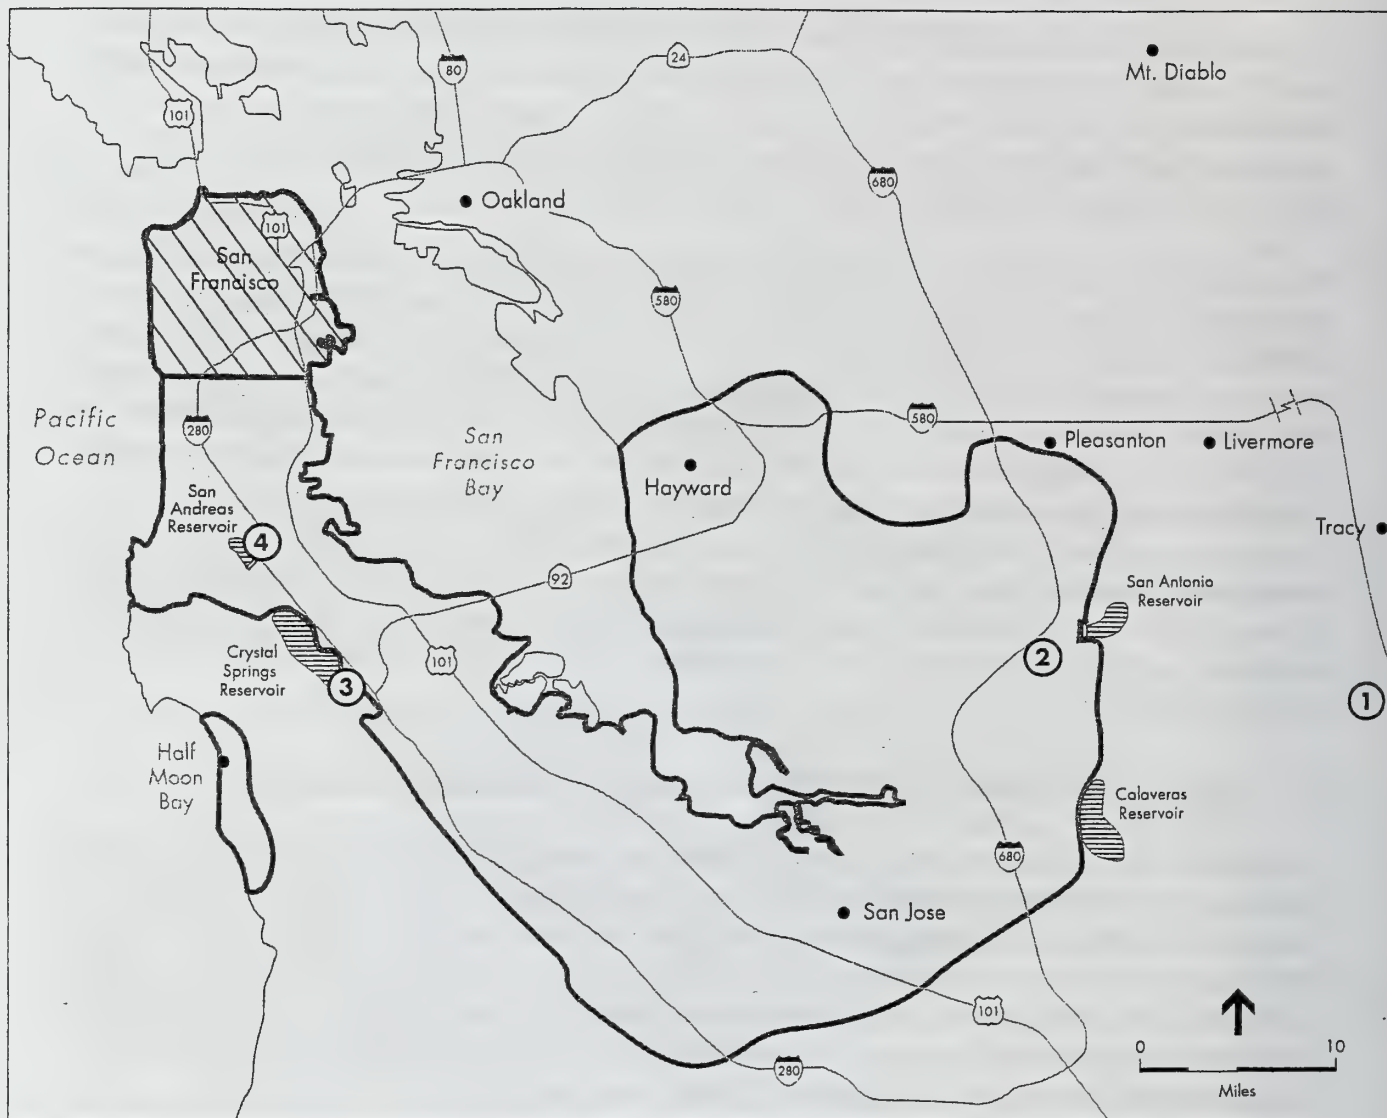 80
24
Mt. Diablo
101
680
Oakland
101
San
Francisco
580
Pacific
Ocean
280
580
San
Francisco
Bay
Pleasanton
Livermore
Hayward
San
Andreas
Reservoir
4
Tracy
92
San Antonio
Reservoir
Crystal
Springs
Reservoir
3
101
2
1
Half
Moon
Bay
Calaveras
Reservoir
680
San Jose
101
280
0
10
Miles